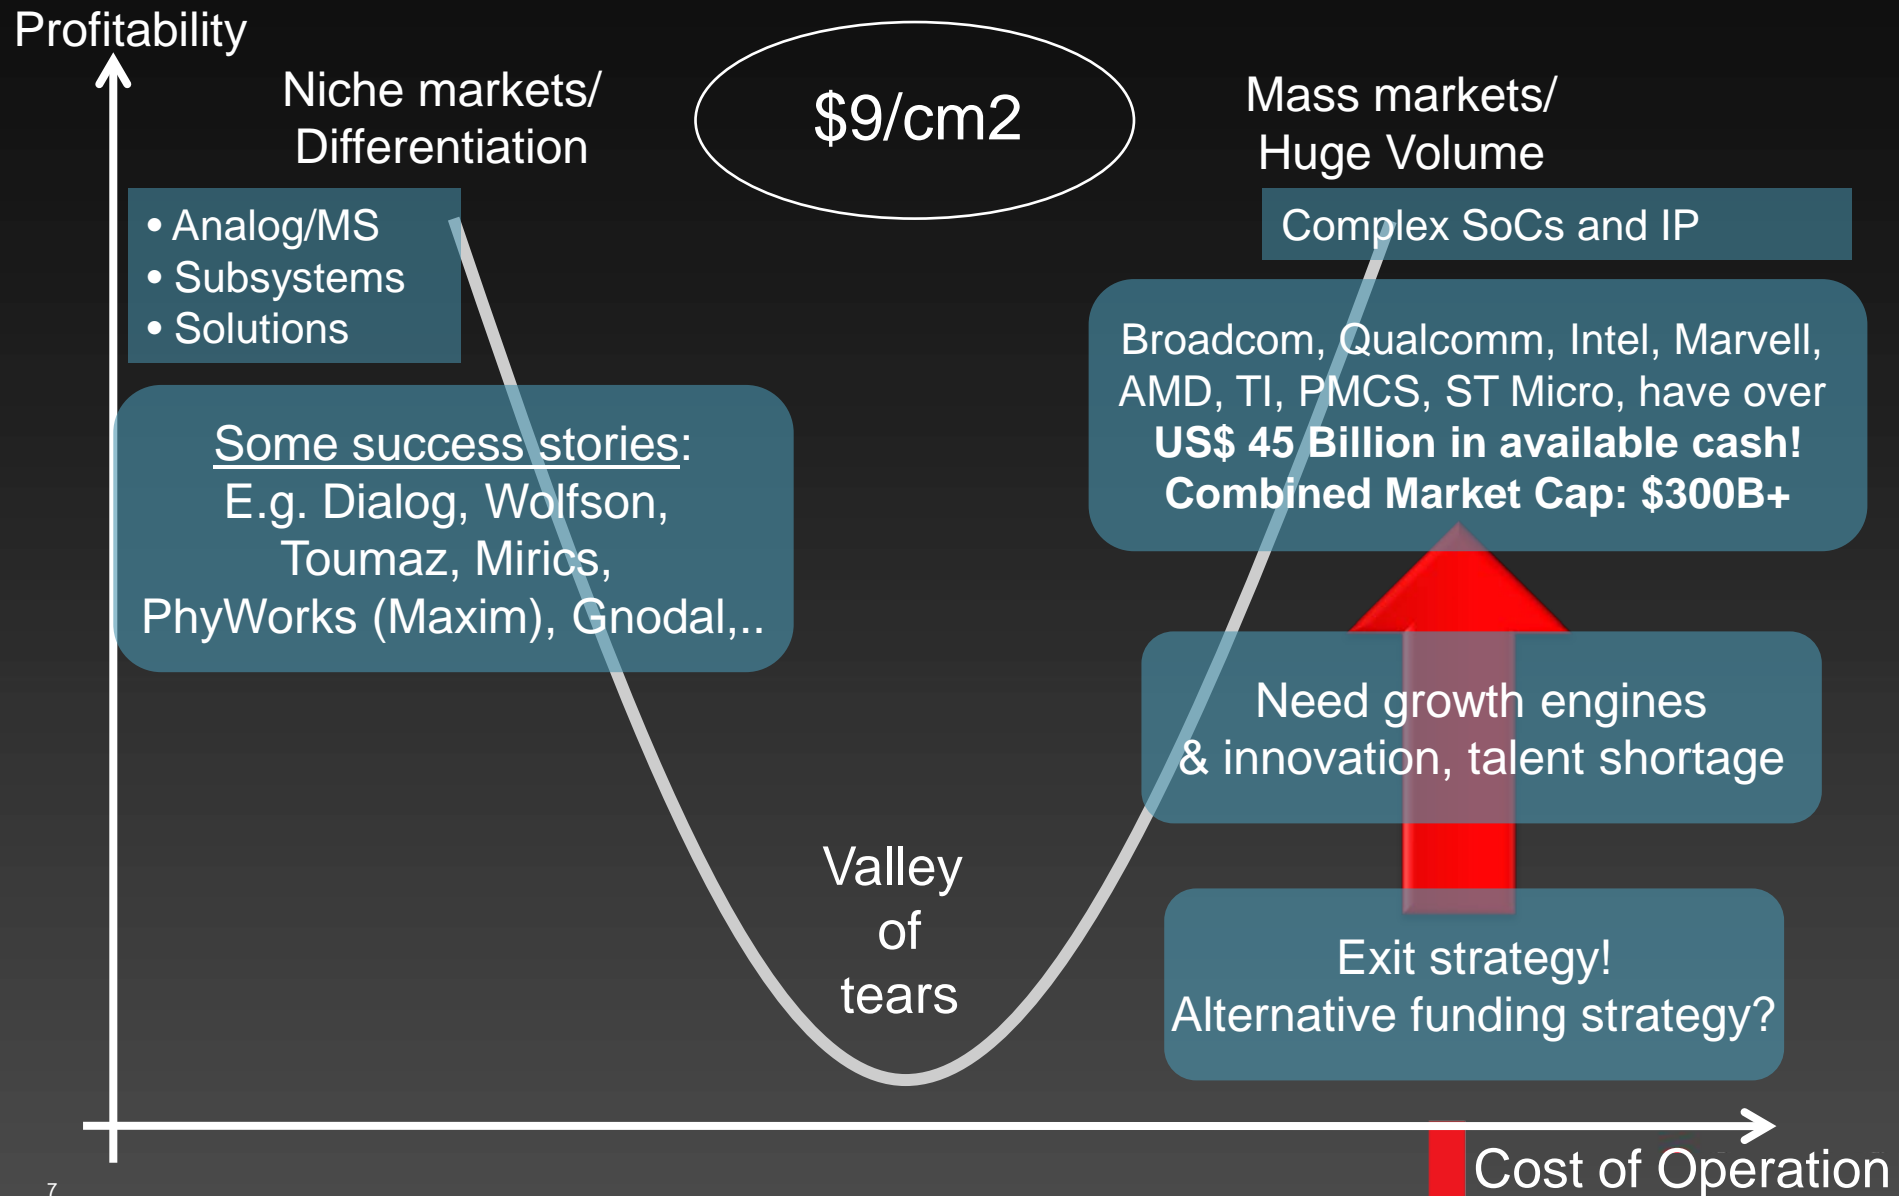 Profitability
Niche markets/
Differentiation
$9/cm2
Mass markets/
Huge Volume
• Analog/MS
• Subsystems
• Solutions
Complex SoCs and IP
Some success stories:
E.g. Dialog, Wolfson,
Toumaz, Mirics,
PhyWorks (Maxim), Gnodal,..
Broadcom, Qualcomm, Intel, Marvell,
AMD, TI, PMCS, ST Micro, have over
US$ 45 Billion in available cash!
Combined Market Cap: $300B+
Need growth engines
& innovation, talent shortage
Valley
of
tears
Exit strategy!
Alternative funding strategy?
Cost of Operation
7